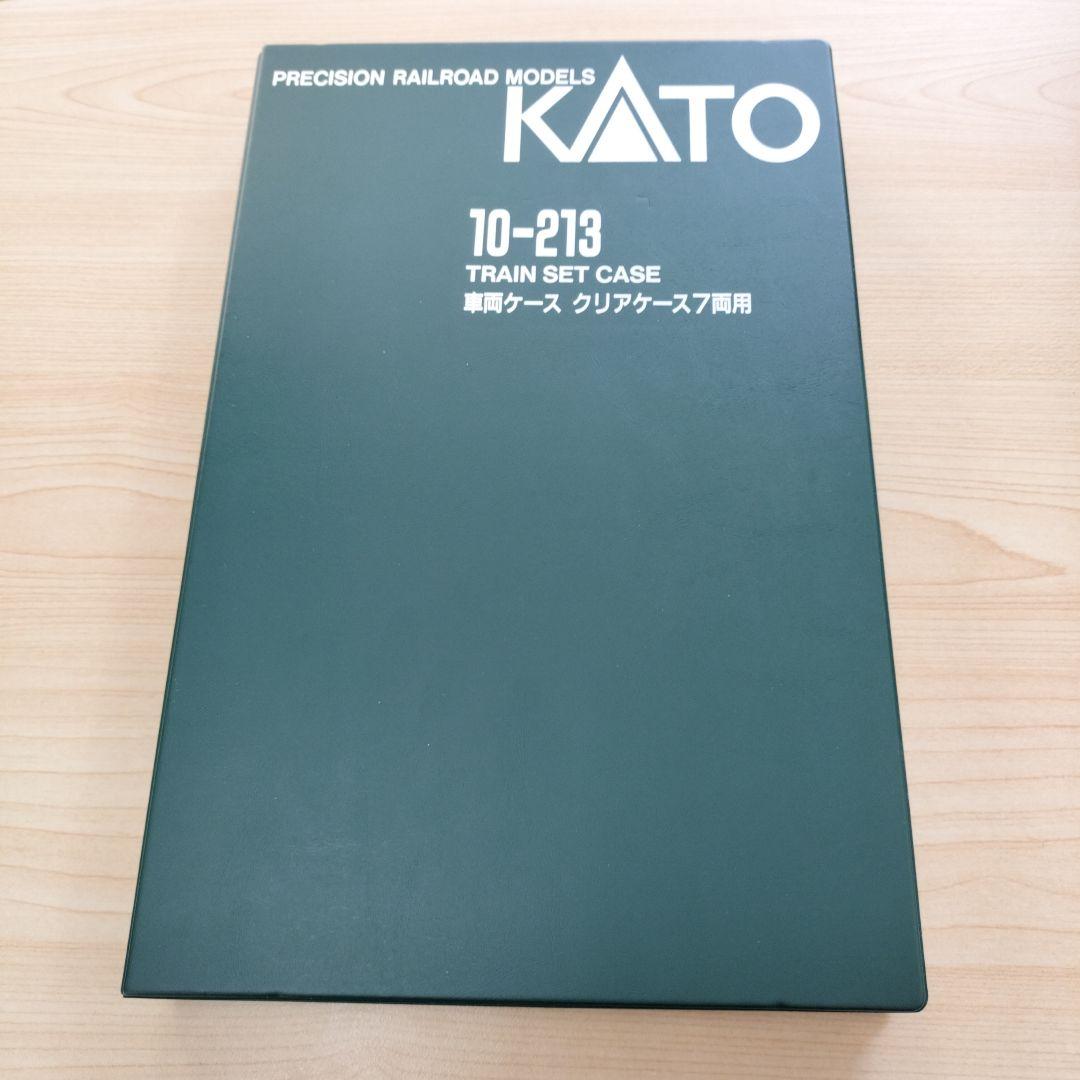 PRECISION RAILROAD MODELS
KATO
10-213
TRAIN SET CASE
車両ケース クリアケース7両用